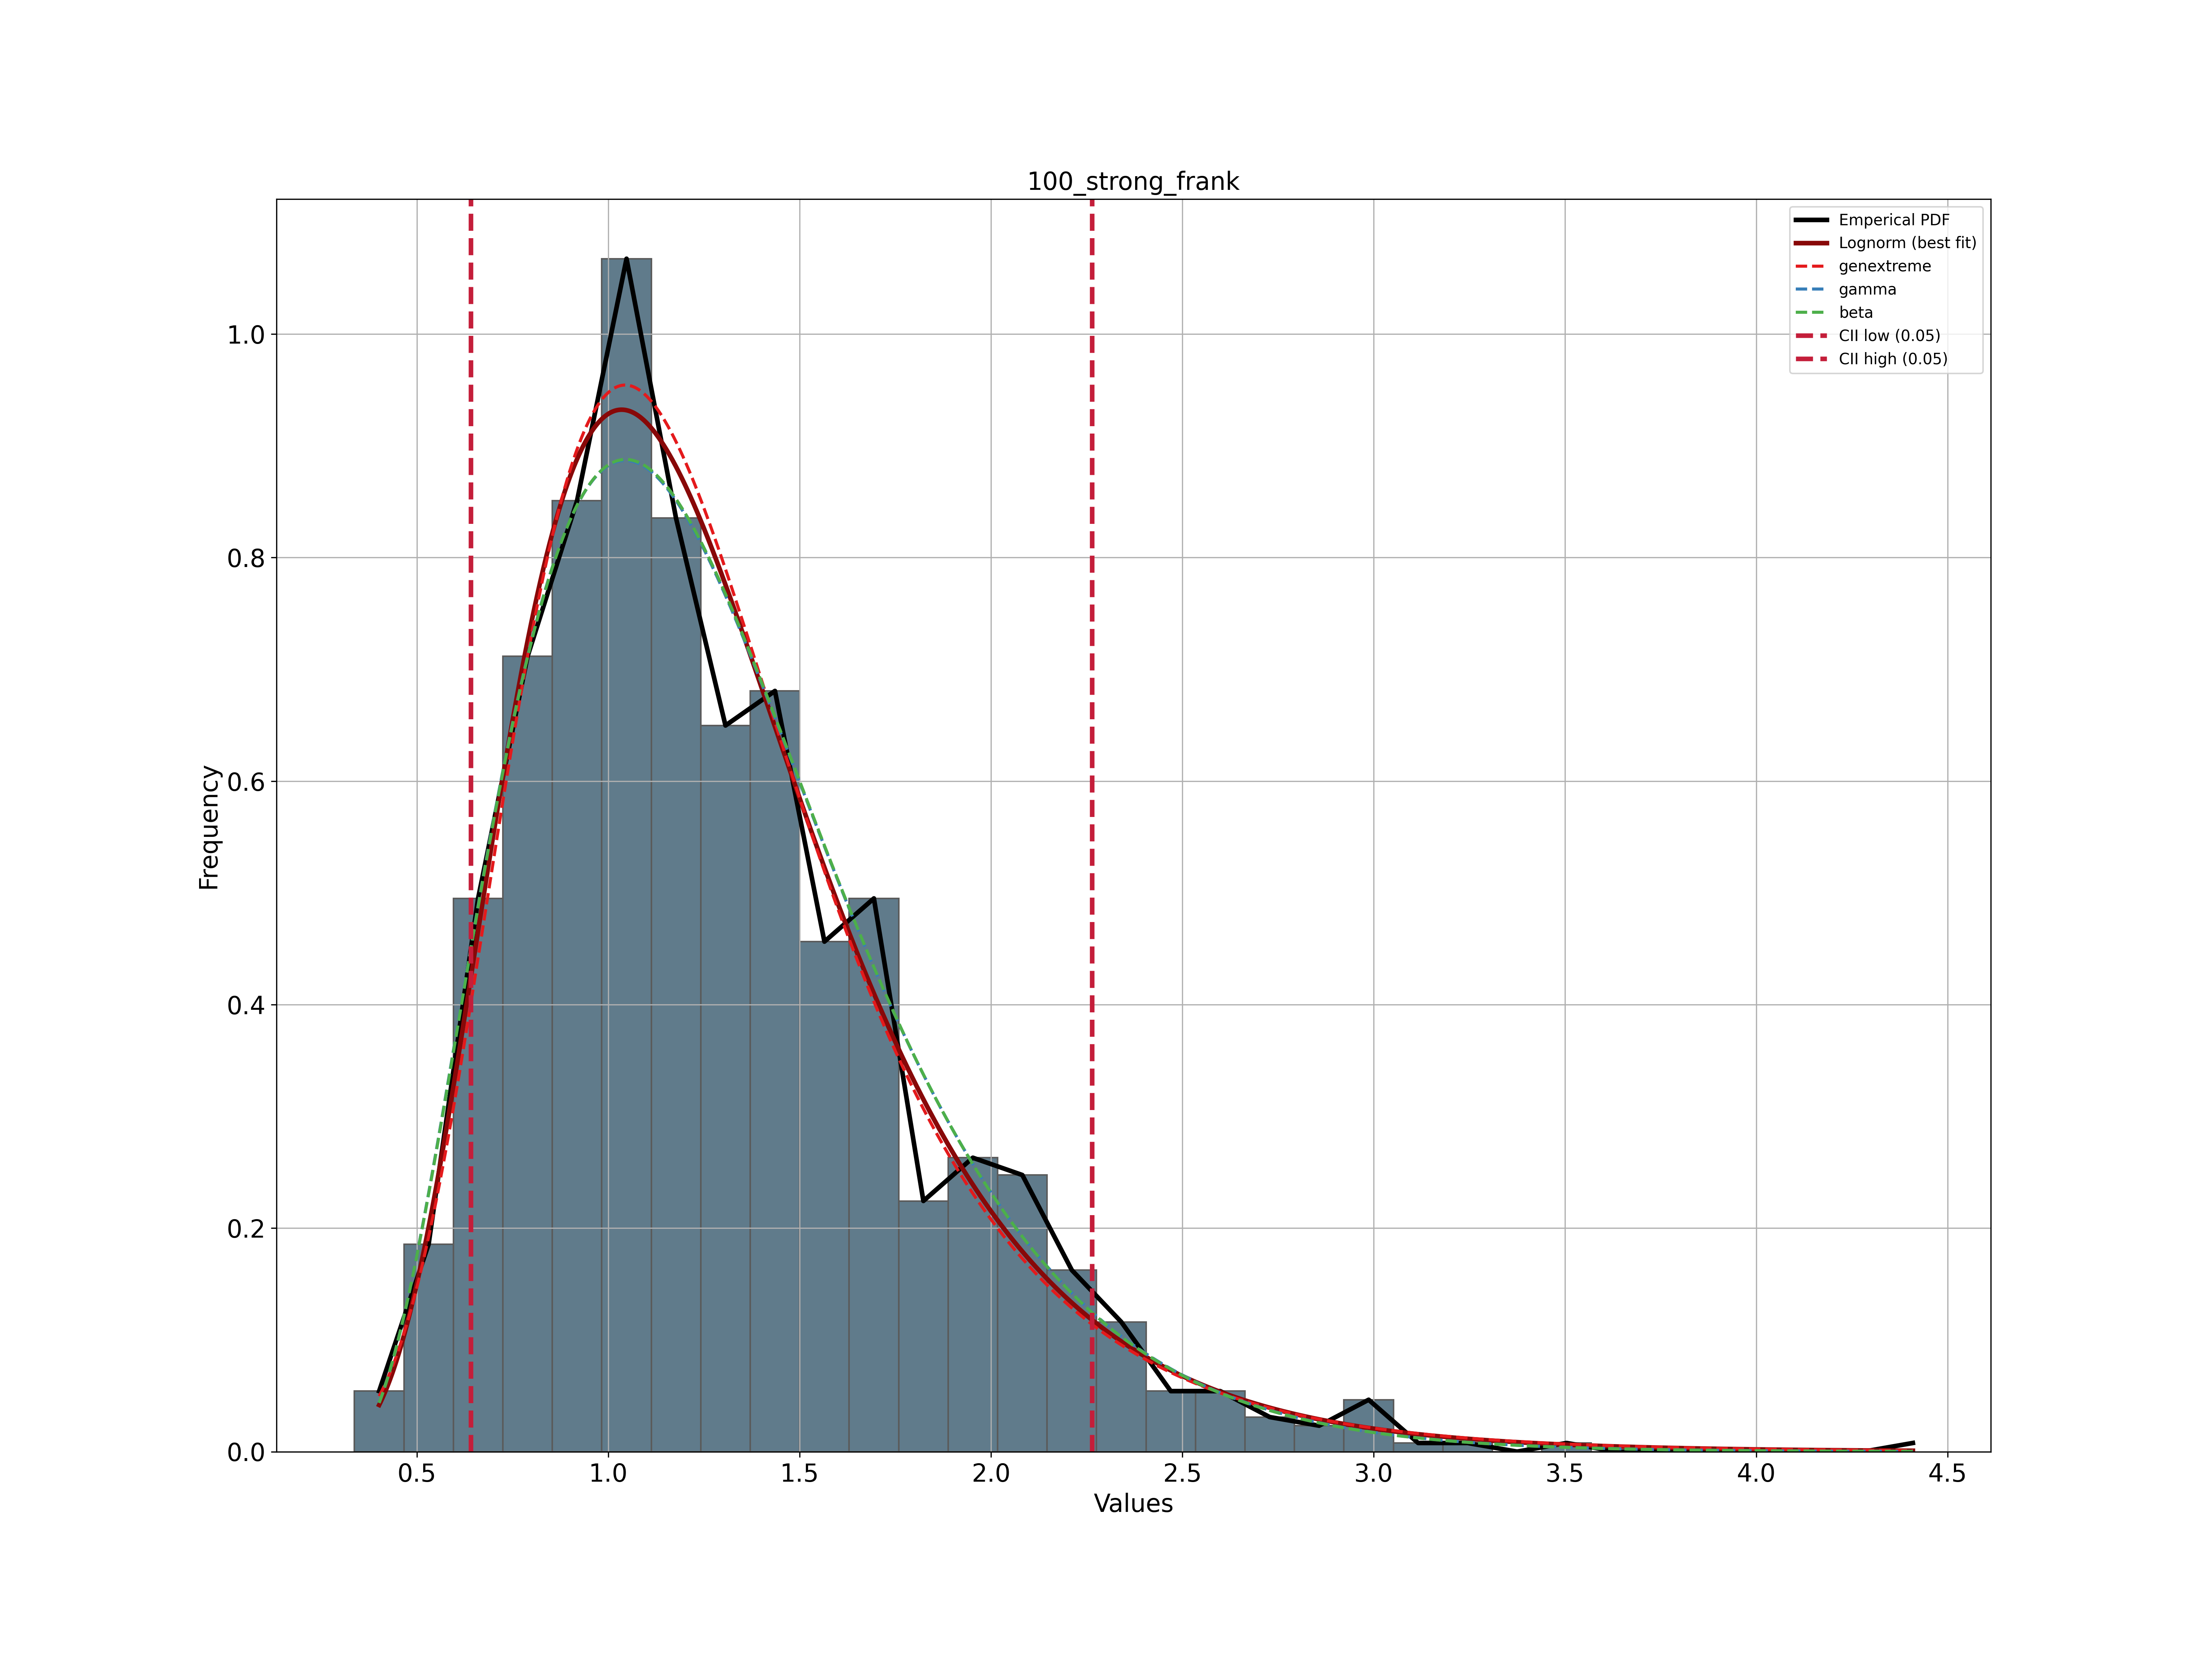 100_strong_frank
Emperical PDF
Lognorm (best fit)
genextreme
gamma
beta
CII low (0.05)
CII high (0.05)
Frequency
1.0
0.8
0.6
0.4
0.2
0.0
0.5
1.0
1.5
2.0
2.5
3.0
3.5
4.0
4.5
Values